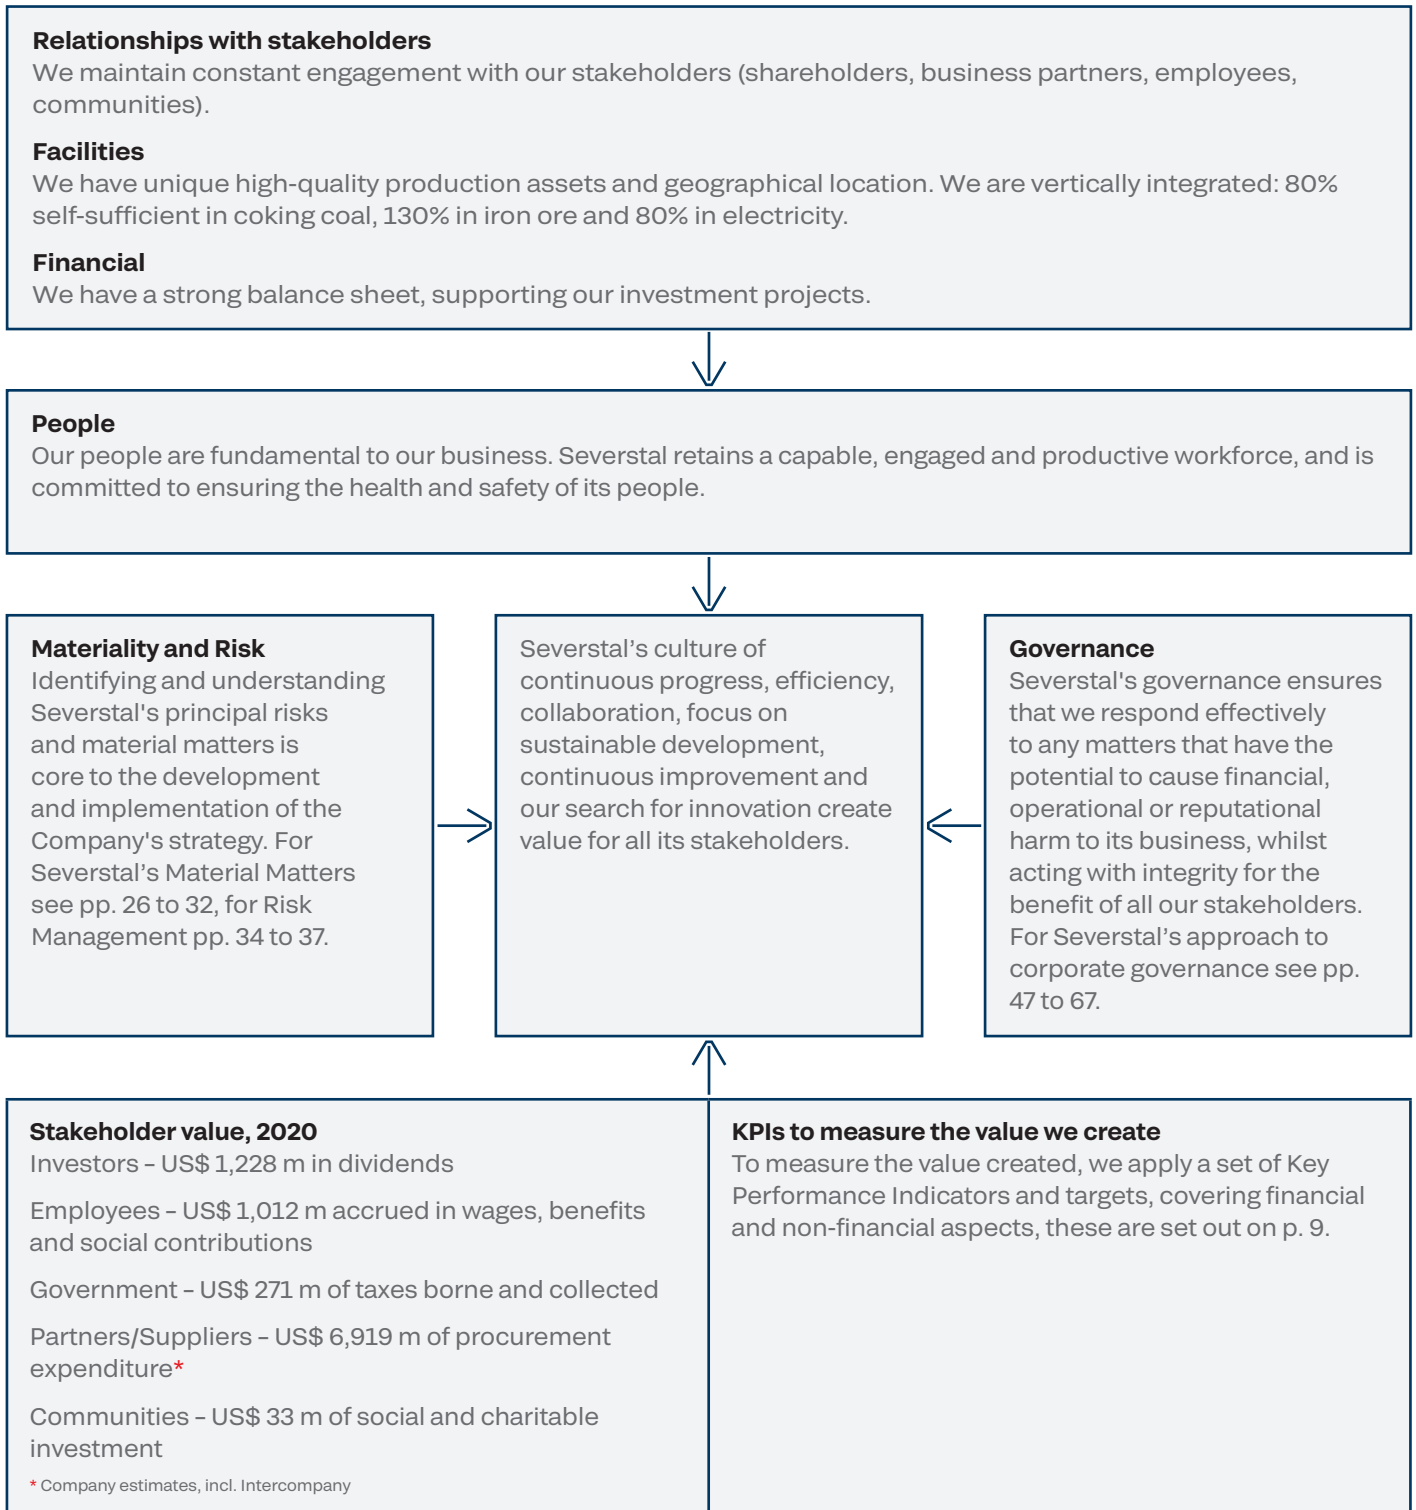 Relationships with stakeholders
We maintain constant engagement with our stakeholders (shareholders, business partners, employees,
communities).
Facilities
We have unique high-quality production assets and geographical location. We are vertically integrated: 80%
self-sufficient in coking coal, 130% in iron ore and 80% in electricity.
Financial
We have a strong balance sheet, supporting our investment projects.
People
Our people are fundamental to our business. Severstal retains a capable, engaged and productive workforce, and is
committed to ensuring the health and safety of its people.
Materiality and Risk
Identifying and understanding
Severstal's principal risks
and material matters is
core to the development
and implementation of the
Company's strategy. For
Severstal’s Material Matters
see pp. 26 to 32, for Risk
Management pp. 34 to 37.
Severstal’s culture of
continuous progress, efficiency,
collaboration, focus on
sustainable development,
continuous improvement and
our search for innovation create
value for all its stakeholders.
Governance
Severstal's governance ensures
that we respond effectively
to any matters that have the
potential to cause financial,
operational or reputational
harm to its business, whilst
acting with integrity for the
benefit of all our stakeholders.
For Severstal’s approach to
corporate governance see pp.
47 to 67.
Stakeholder value, 2020
Investors – US$ 1,228 m in dividends
Employees – US$ 1,012 m accrued in wages, benefits
and social contributions
Government – US$ 271 m of taxes borne and collected
Partners/Suppliers – US$ 6,919 m of procurement
expenditure*
Communities – US$ 33 m of social and charitable
investment
* Company estimates, incl. Intercompany
KPIs to measure the value we create
To measure the value created, we apply a set of Key
Performance Indicators and targets, covering financial
and non-financial aspects, these are set out on p. 9.